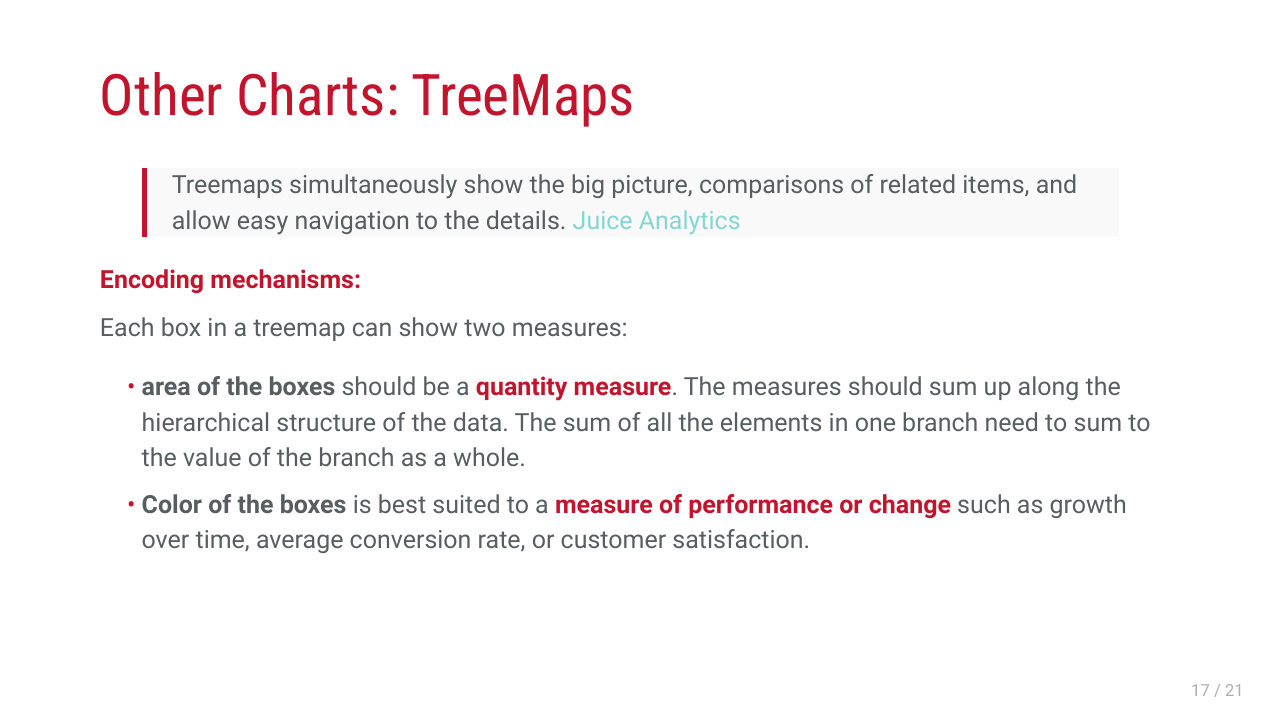 Other Charts: TreeMaps
Treemaps simultaneously show the big picture, comparisons of related items, and
allow easy navigation to the details. Juice Analytics
Encoding mechanisms:
Each box in a treemap can show two measures:
• area of the boxes should be a quantity measure. The measures should sum up along the
hierarchical structure of the data. The sum of all the elements in one branch need to sum to
the value of the branch as a whole.
• Color of the boxes is best suited to a measure of performance or change such as growth
over time, average conversion rate, or customer satisfaction.
17 / 21